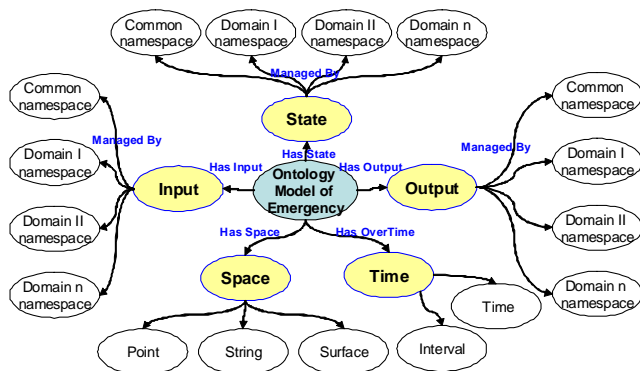 Common
namespace
Domain I
namespace
Domain II
namespace
Domain n
namespace
Managed By
State
Common
namespace
Managed By
Domain I
namespace
Domain II
namespace
Domain n
namespace
Input
Has Input
Has State
Has Output
Ontology
Model of
Emergency
Output
Common
namespace
Managed By
Domain I
namespace
Domain II
namespace
Domain n
namespace
Has Space
Has OverTime
Space
Time
Point
String
Surface
Interval
Time